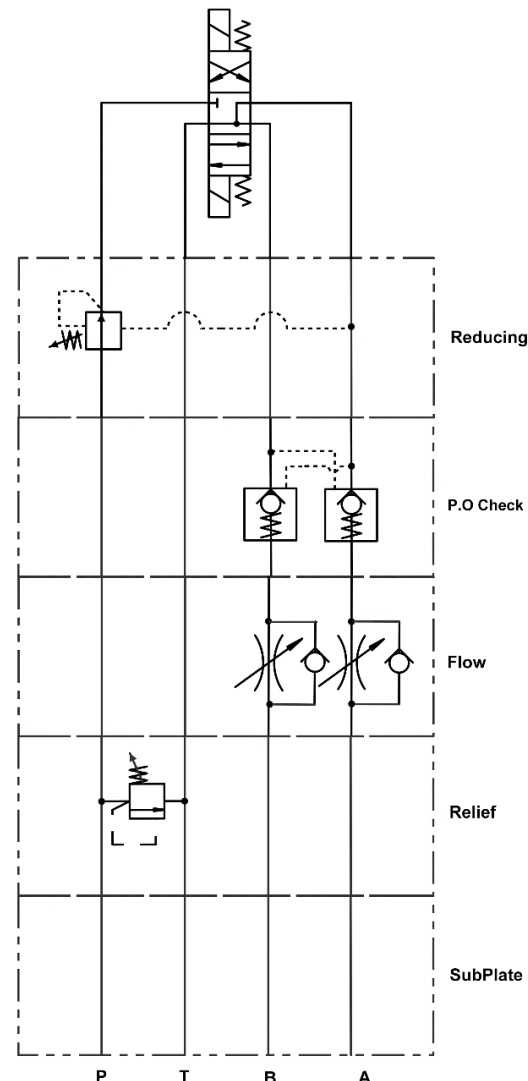 Reducing
P.O Check
Flow
Relief
SubPlate
P T B A